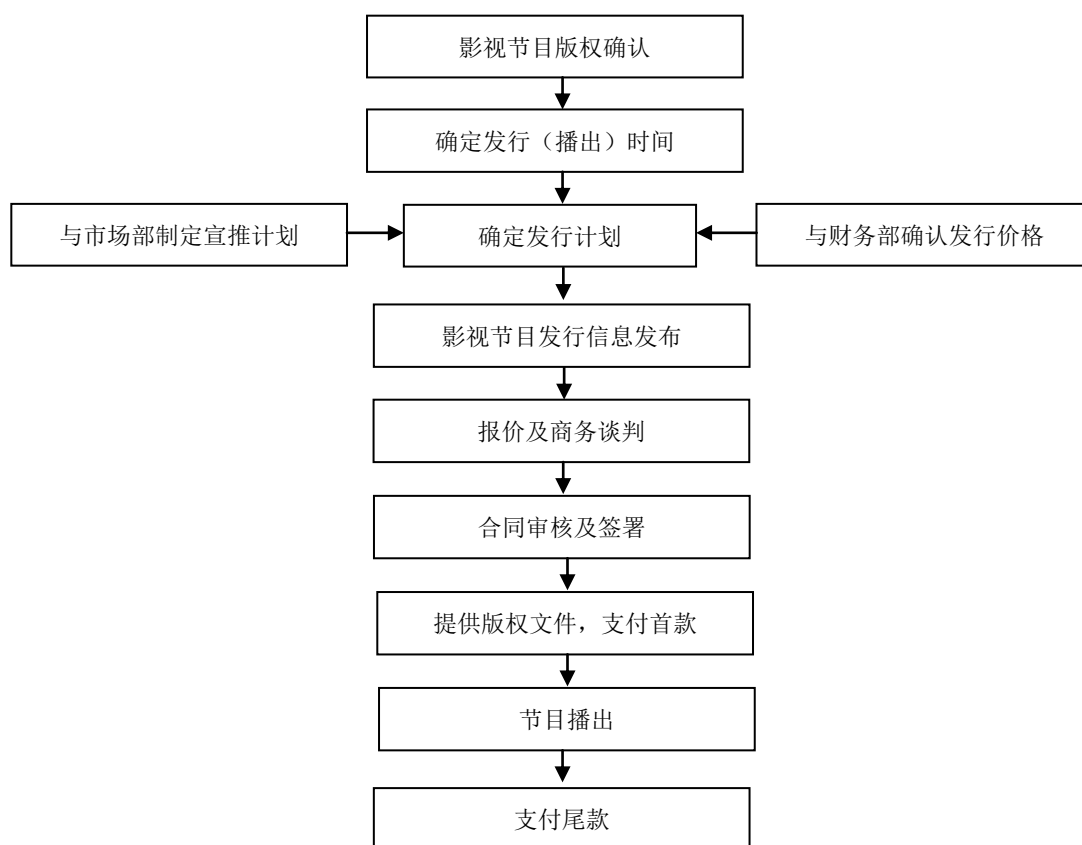 影视节目版权确认
确定发行（播出）时间
与市场部制定宣推计划
确定发行计划
与财务部确认发行价格
影视节目发行信息发布
报价及商务谈判
合同审核及签署
提供版权文件，支付首款
节目播出
支付尾款